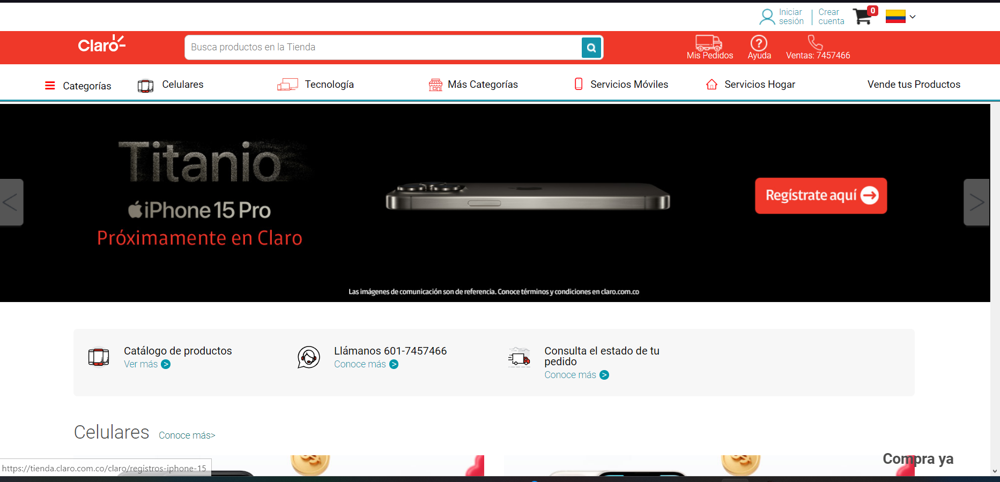 Iniciar
sesión
Crear
cuenta
0
Claro
Busca productos en la Tienda
Mis Pedidos
Ayuda
Ventas: 7457466
Categorías
Celulares
Tecnología
Más Categorías
Servicios Móviles
Servicios Hogar
Vende tus Productos
Titanio
iPhone 15 Pro
Próximamente en Claro
Regístrate aquí
Las imágenes de comunicación son de referencia. Conoce términos y condiciones en claro.com.co
Catálogo de productos
Ver más >
Llámanos 601-7457466
Conoce más >
Consulta el estado de tu
pedido
Conoce más >
Celulares
Conoce más>
Compra ya
https://tienda.claro.com.co/claro/registros-iphone-15